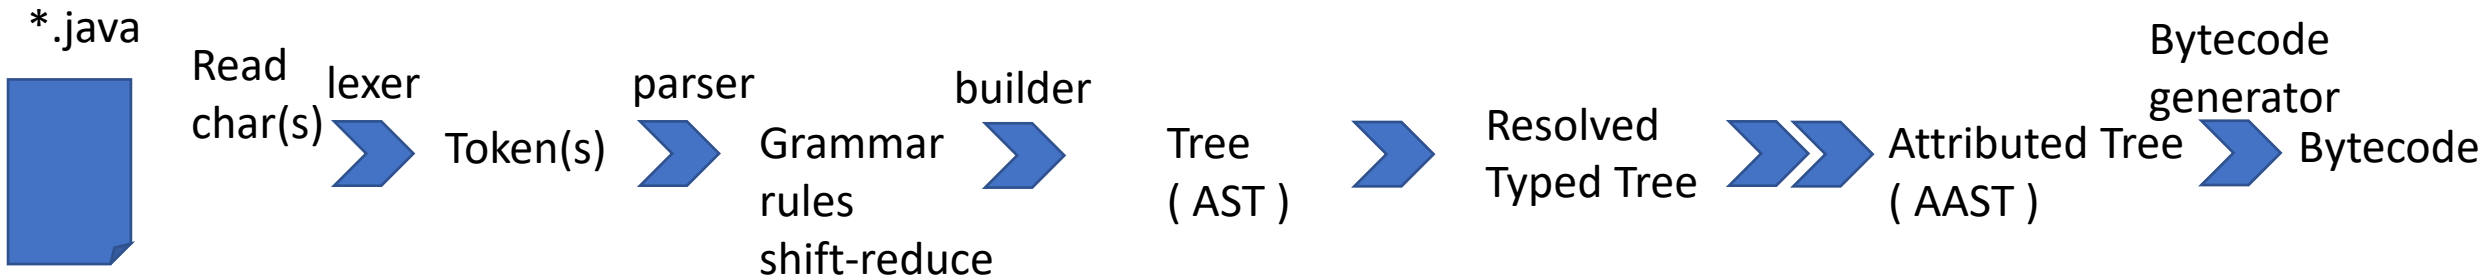 *.java
Read
char(s)
lexer
Token(s)
parser
Grammar
rules
shift-reduce
builder
Tree
( AST )
Resolved
Typed Tree
Attributed Tree
( AAST )
Bytecode
generator
Bytecode